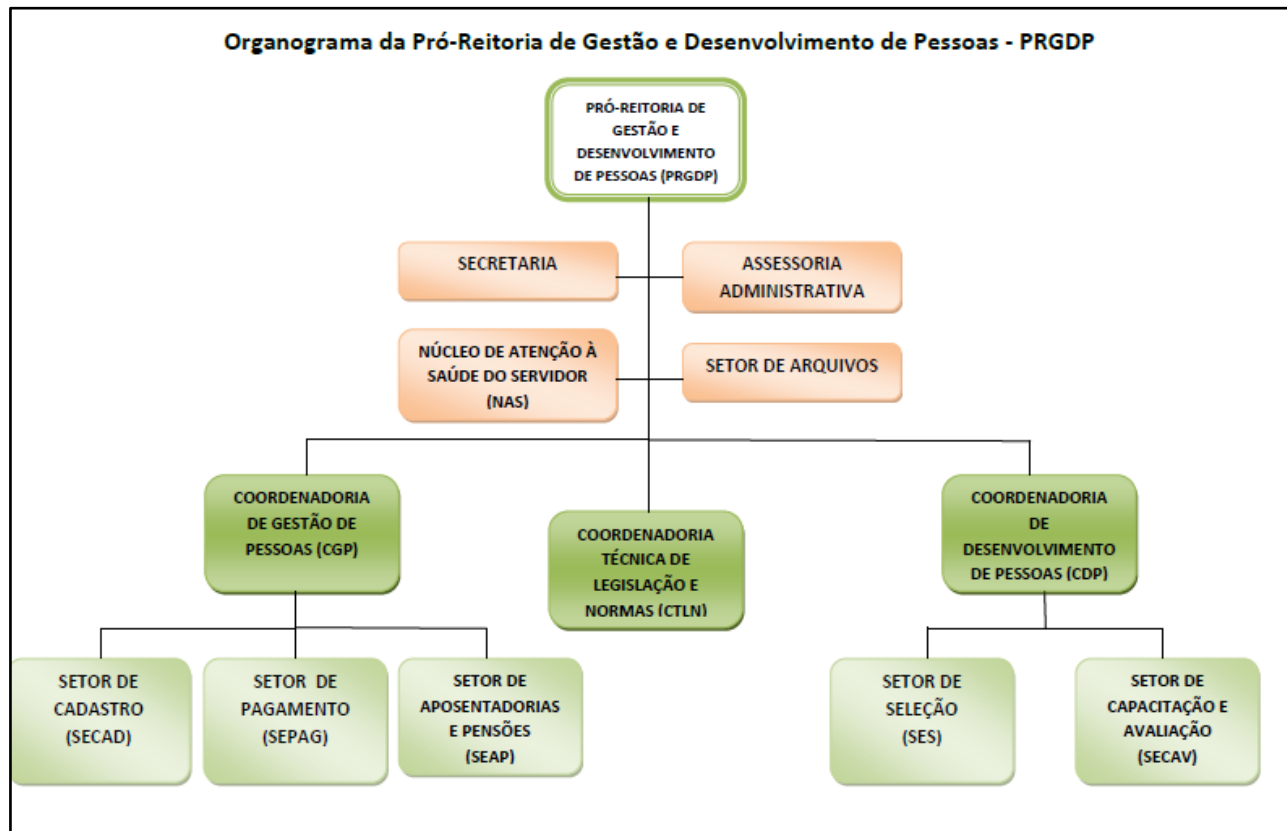 Organograma da Pró-Reitoria de Gestão e Desenvolvimento de Pessoas - PRGDP
PRÓ-REITORIA DE
GESTÃO E
DESENVOLVIMENTO
DE PESSOAS (PRGDP)
SECRETARIA
ASSESSORIA
ADMINISTRATIVA
NÚCLEO DE ATENÇÃO À
SAÚDE DO SERVIDOR
(NAS)
SETOR DE ARQUIVOS
COORDENADORIA
DE GESTÃO DE
PESSOAS (CGP)
COORDENADORIA
TÉCNICA DE
LEGISLAÇÃO E
NORMAS (CTLN)
COORDENADORIA
DE
DESENVOLVIMENTO
DE PESSOAS (CDP)
SETOR DE
CADASTRO
(SECAD)
SETOR DE
PAGAMENTO
(SEPAG)
SETOR DE
APOSENTADORIAS
E PENSÕES
(SEAP)
SETOR DE
SELEÇÃO
(SES)
SETOR DE
CAPACITAÇÃO E
AVALIAÇÃO
(SECAV)